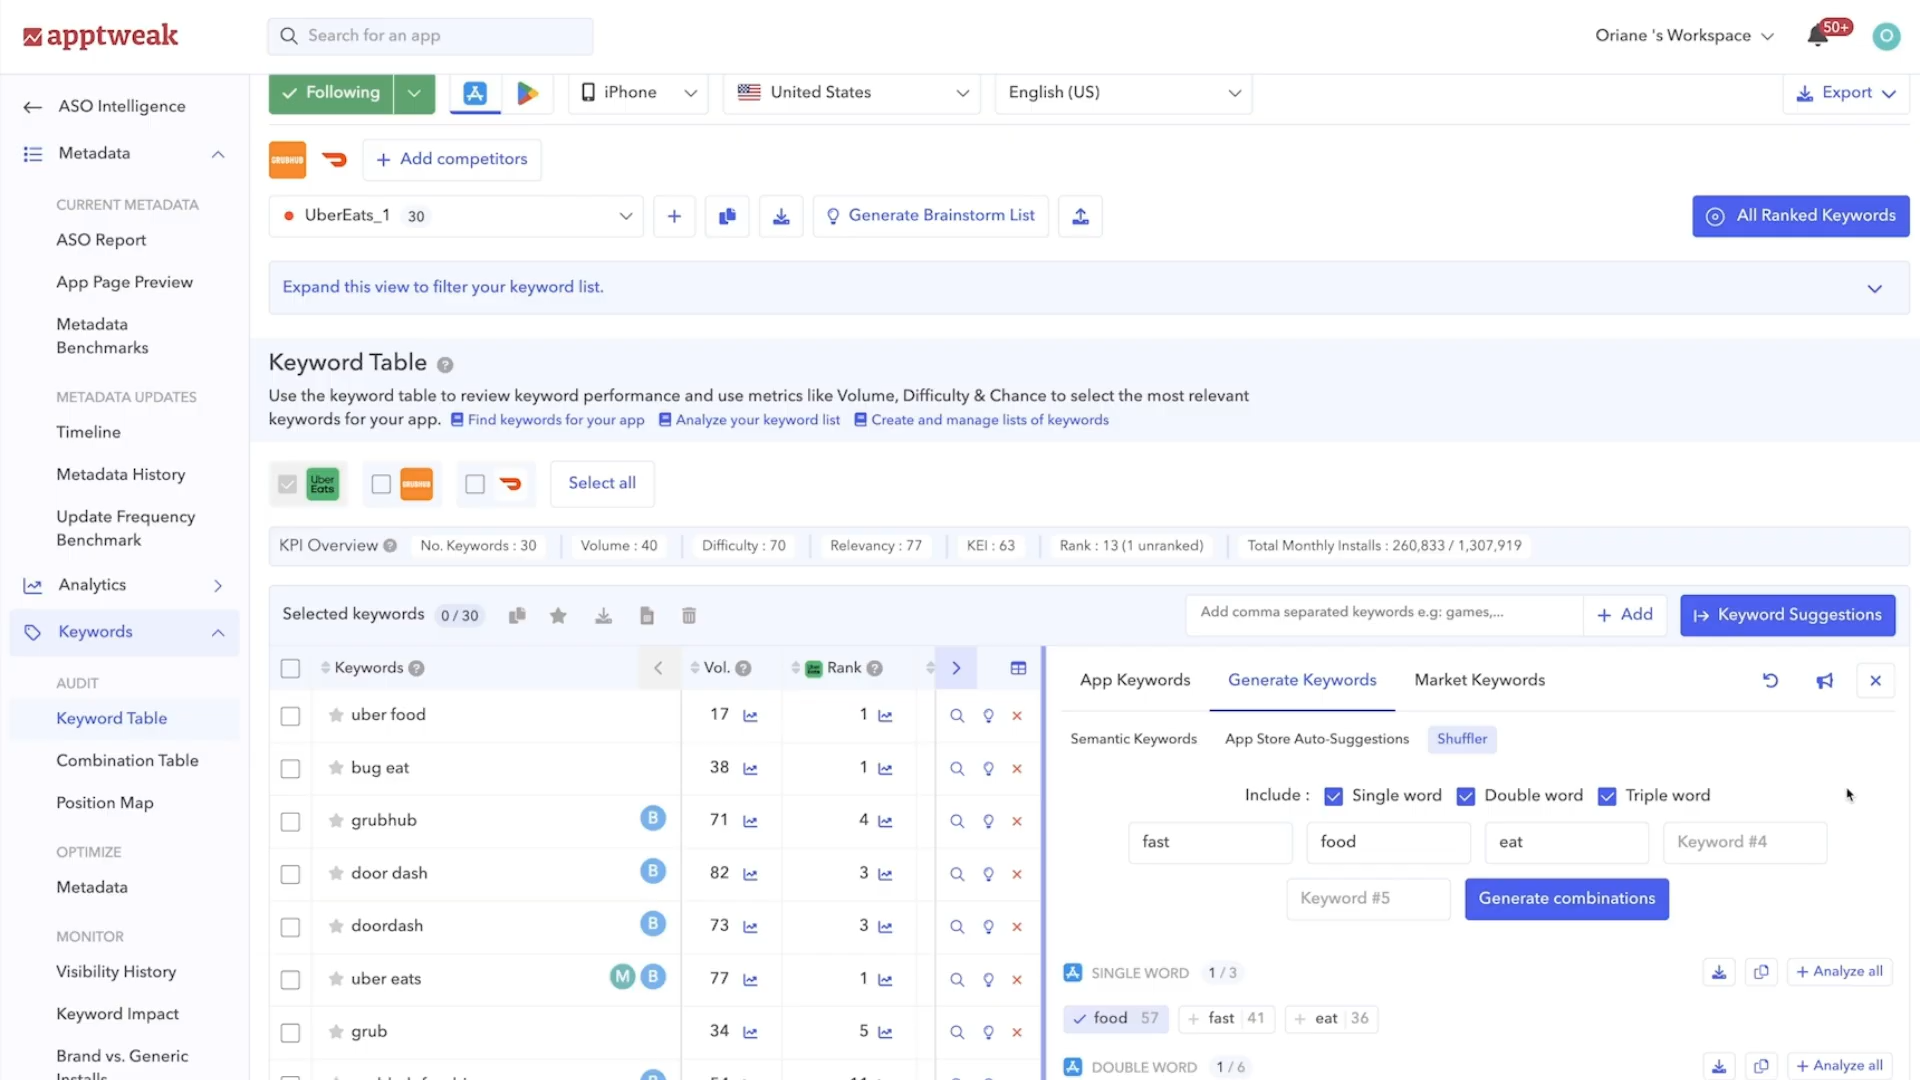 apptweak
Search for an app
Oriane 's Workspace
50+
O
ASO Intelligence
Metadata
CURRENT METADATA
ASO Report
App Page Preview
Metadata
Benchmarks
METADATA UPDATES
Timeline
Metadata History
Update Frequency
Benchmark
Analytics
Keywords
AUDIT
Keyword Table
Combination Table
Position Map
OPTIMIZE
Metadata
MONITOR
Visibility History
Keyword Impact
Brand vs. Generic
Installs
Following
iPhone
United States
English (US)
Export
GRUBHUB
Add competitors
UberEats_1 30
Generate Brainstorm List
All Ranked Keywords
Expand this view to filter your keyword list.
Keyword Table ?
Use the keyword table to review keyword performance and use metrics like Volume, Difficulty & Chance to select the most relevant
keywords for your app. Find keywords for your app Analyze your keyword list Create and manage lists of keywords
Uber
Eats
GRUBHUB
Select all
KPI Overview ? No. Keywords : 30 Volume : 40 Difficulty : 70 Relevancy : 77 KEI : 63 Rank : 13 (1 unranked) Total Monthly Installs : 260,833 / 1,307,919
Selected keywords 0 / 30
Add comma separated keywords e.g: games,...
+ Add
Keyword Suggestions
Keywords ? Vol. ? Rank ?
uber food 17 1
bug eat 38 1
grubhub B 71 4
door dash B 82 3
doordash B 73 3
uber eats M B 77 1
grub 34 5
App Keywords Generate Keywords Market Keywords
Semantic Keywords App Store Auto-Suggestions Shuffler
Include : Single word Double word Triple word
fast food eat Keyword #4
Keyword #5 Generate combinations
SINGLE WORD 1 / 3 + Analyze all
food 57 + fast 41 + eat 36
DOUBLE WORD 1 / 6 + Analyze all